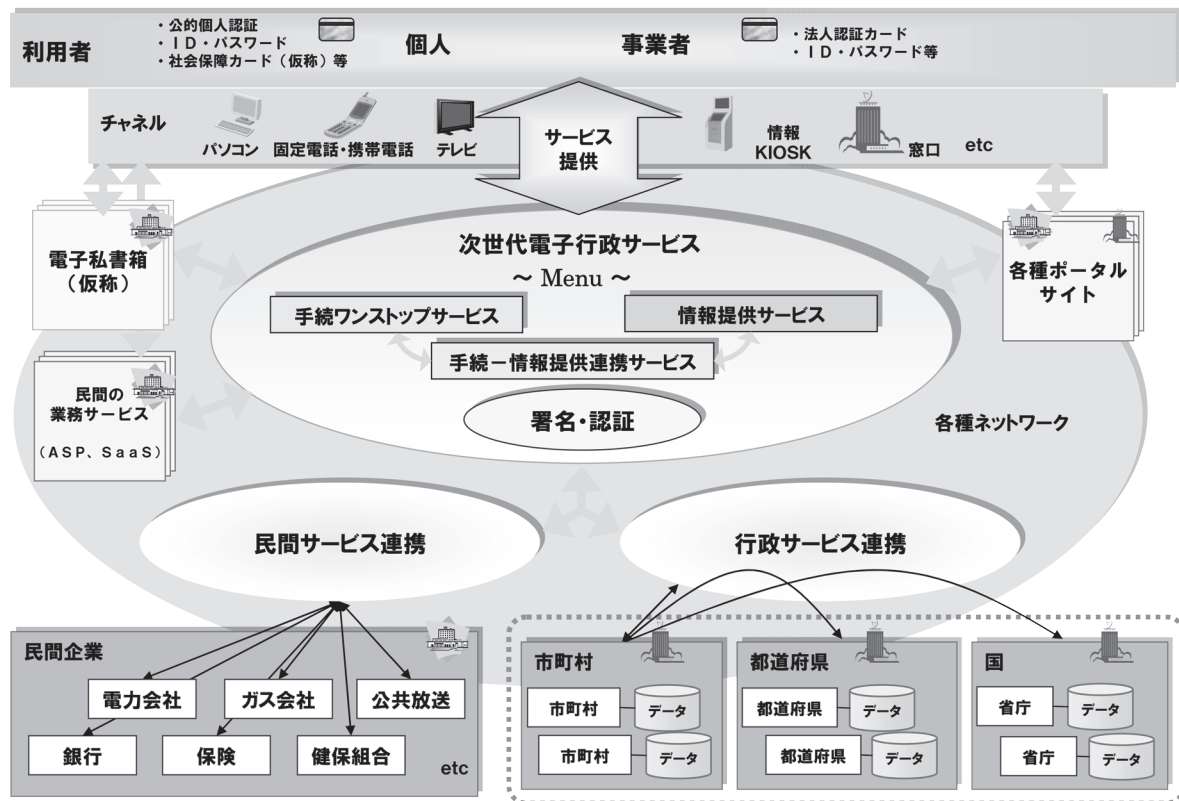 利用者
・公的個人認証
・ＩＤ・パスワード
・社会保障カード（仮称）等
個人
事業者
・法人認証カード
・ＩＤ・パスワード等
チャネル
パソコン
固定電話・携帯電話
テレビ
サービス
提供
情報
KIOSK
窓口
etc
電子私書箱
（仮称）
次世代電子行政サービス
～ Menu ～
手続ワンストップサービス
情報提供サービス
手続－情報提供連携サービス
署名・認証
各種ポータル
サイト
民間の
業務サービス
（ＡＳＰ、ＳａａＳ）
各種ネットワーク
民間サービス連携
行政サービス連携
民間企業
電力会社
ガス会社
公共放送
銀行
保険
健保組合
etc
市町村
市町村
データ
市町村
データ
都道府県
都道府県
データ
都道府県
データ
国
省庁
データ
省庁
データ